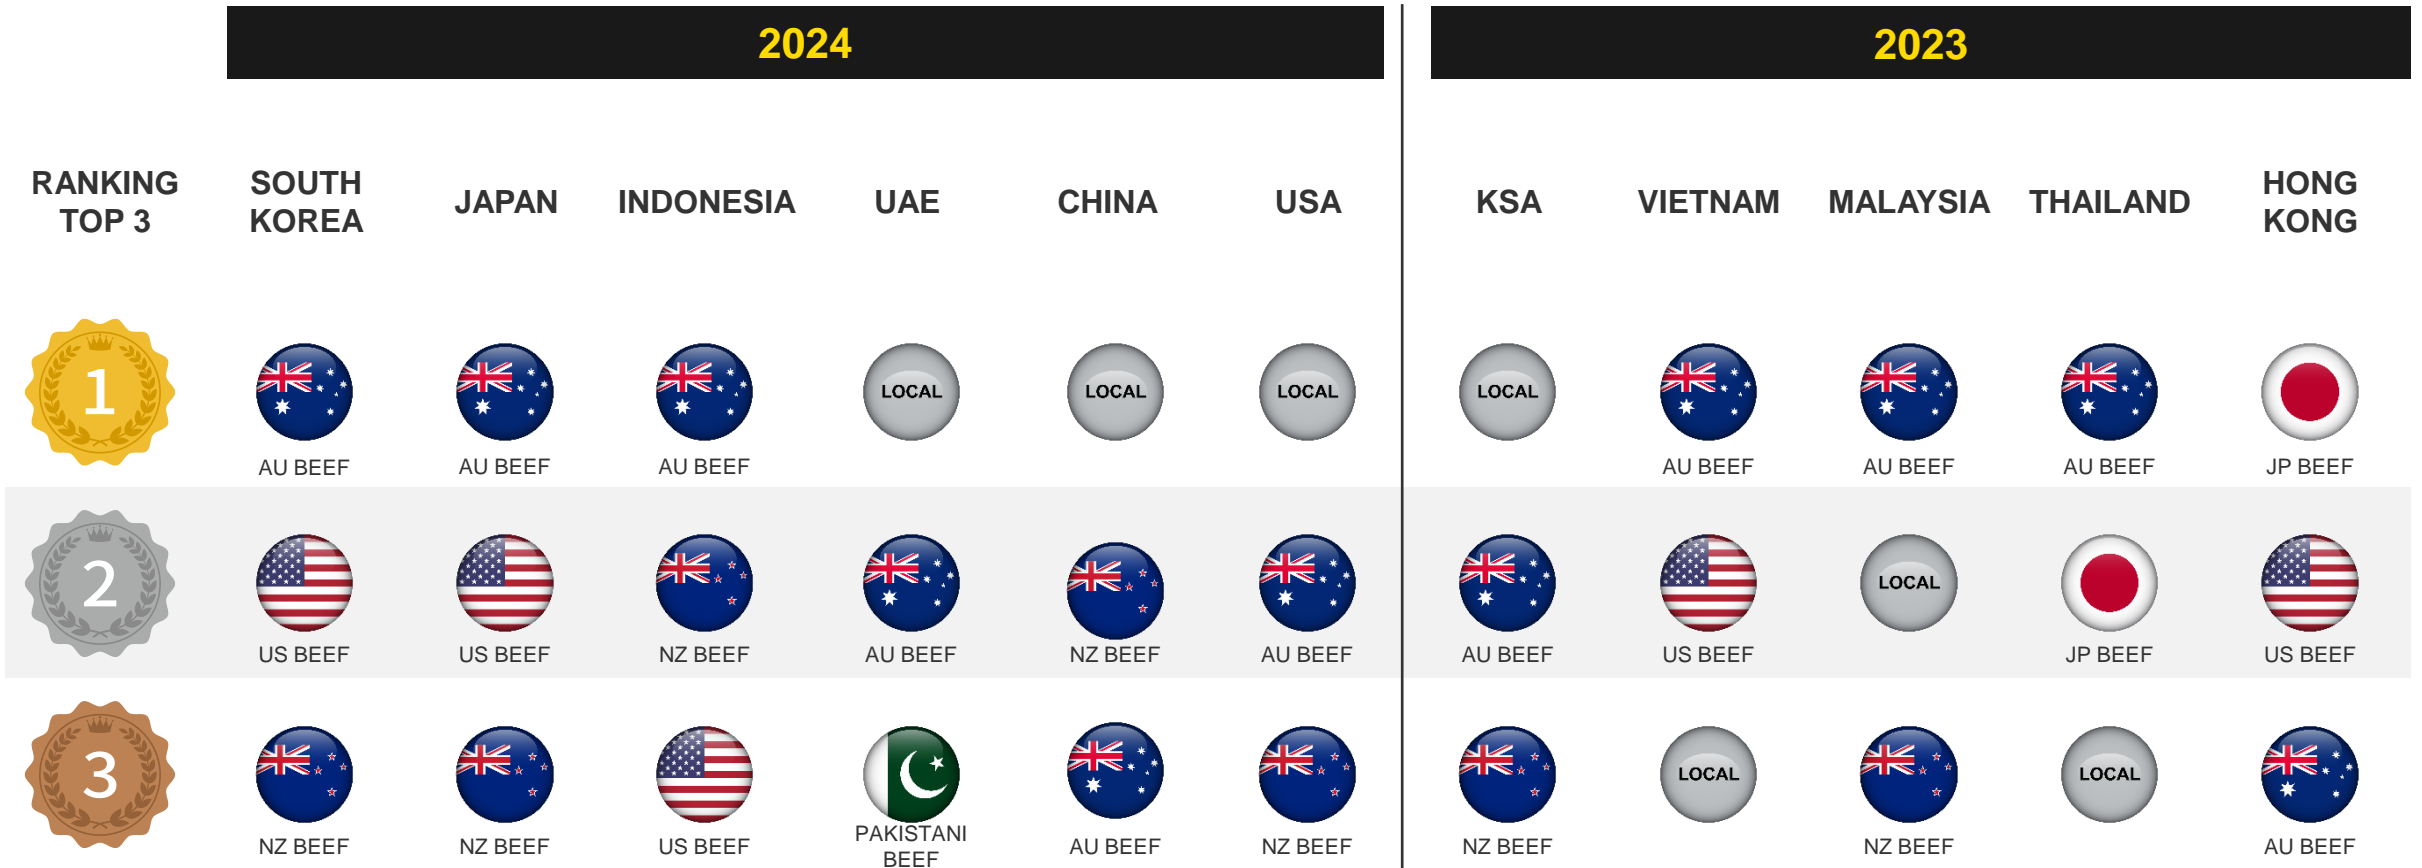 2024
2023
RANKING
TOP 3
SOUTH
KOREA
JAPAN
INDONESIA
UAE
CHINA
USA
KSA
VIETNAM
MALAYSIA
THAILAND
HONG
KONG
1
LOCAL
LOCAL
LOCAL
LOCAL
AU BEEF
AU BEEF
AU BEEF
AU BEEF
AU BEEF
AU BEEF
JP BEEF
2
LOCAL
US BEEF
US BEEF
NZ BEEF
AU BEEF
NZ BEEF
AU BEEF
AU BEEF
US BEEF
JP BEEF
US BEEF
3
LOCAL
LOCAL
NZ BEEF
NZ BEEF
US BEEF
PAKISTANI
BEEF
AU BEEF
NZ BEEF
NZ BEEF
NZ BEEF
AU BEEF